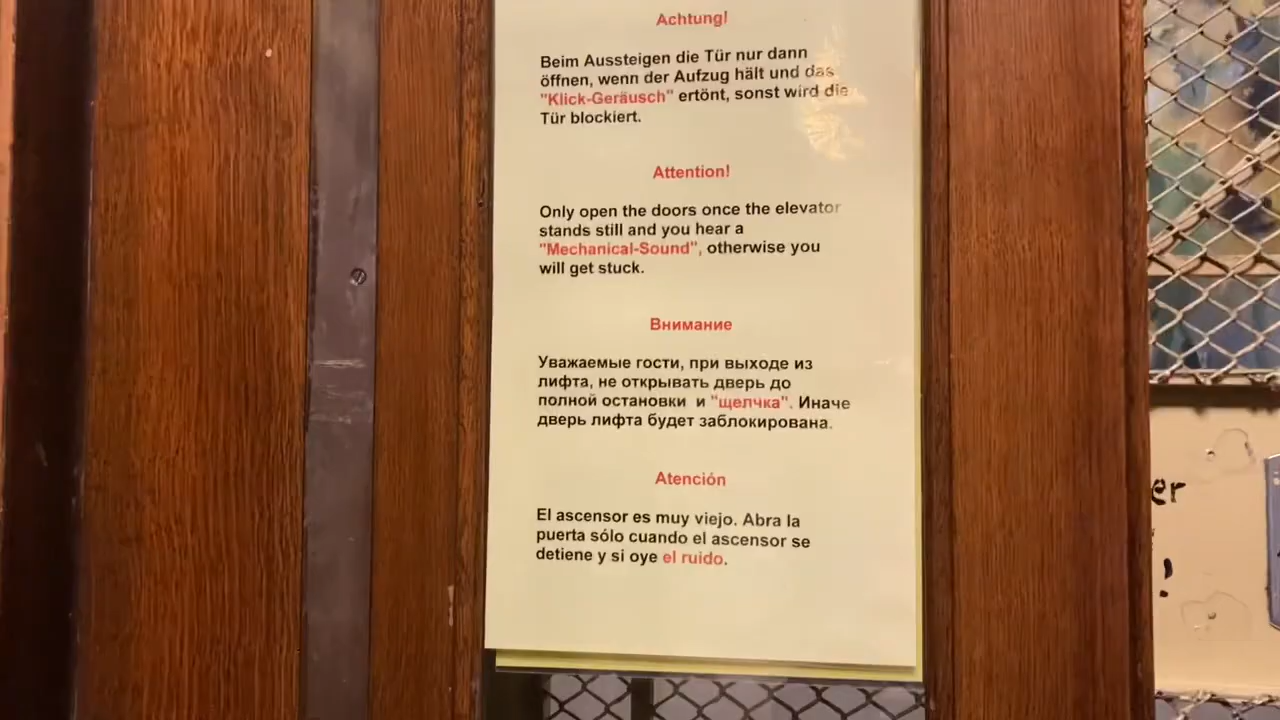 Achtung!
Beim Aussteigen die Tür nur dann
öffnen, wenn der Aufzug hält und das
"Klick-Geräusch" ertönt, sonst wird die
Tür blockiert.
Attention!
Only open the doors once the elevator
stands still and you hear a
"Mechanical-Sound", otherwise you
will get stuck.
Внимание
Уважаемые гости, при выходе из
лифта, не открывать дверь до
полной остановки и "щелчка". Иначе
дверь лифта будет заблокирована.
Atención
El ascensor es muy viejo. Abra la
puerta sólo cuando el ascensor se
detiene y si oye el ruido.